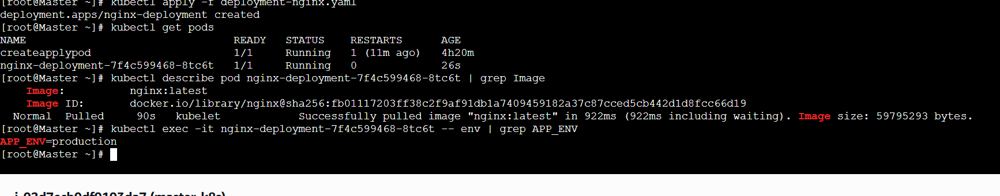 [root@Master ~]# kubectl apply -f deployment-nginx.yaml
deployment.apps/nginx-deployment created
[root@Master ~]# kubectl get pods
NAME                                READY   STATUS    RESTARTS      AGE
createapplypod                      1/1     Running   1 (11m ago)   4h20m
nginx-deployment-7f4c599468-8tc6t   1/1     Running   0             26s
[root@Master ~]# kubectl describe pod nginx-deployment-7f4c599468-8tc6t | grep Image
    Image:          nginx:latest
    Image ID:       docker.io/library/nginx@sha256:fb01117203ff38c2f9af91db1a7409459182a37c87cced5cb442d1d8fcc66d19
  Normal  Pulled     90s   kubelet            Successfully pulled image "nginx:latest" in 922ms (922ms including waiting). Image size: 59795293 bytes.
[root@Master ~]# kubectl exec -it nginx-deployment-7f4c599468-8tc6t -- env | grep APP_ENV
APP_ENV=production
[root@Master ~]#
(master-k8s)